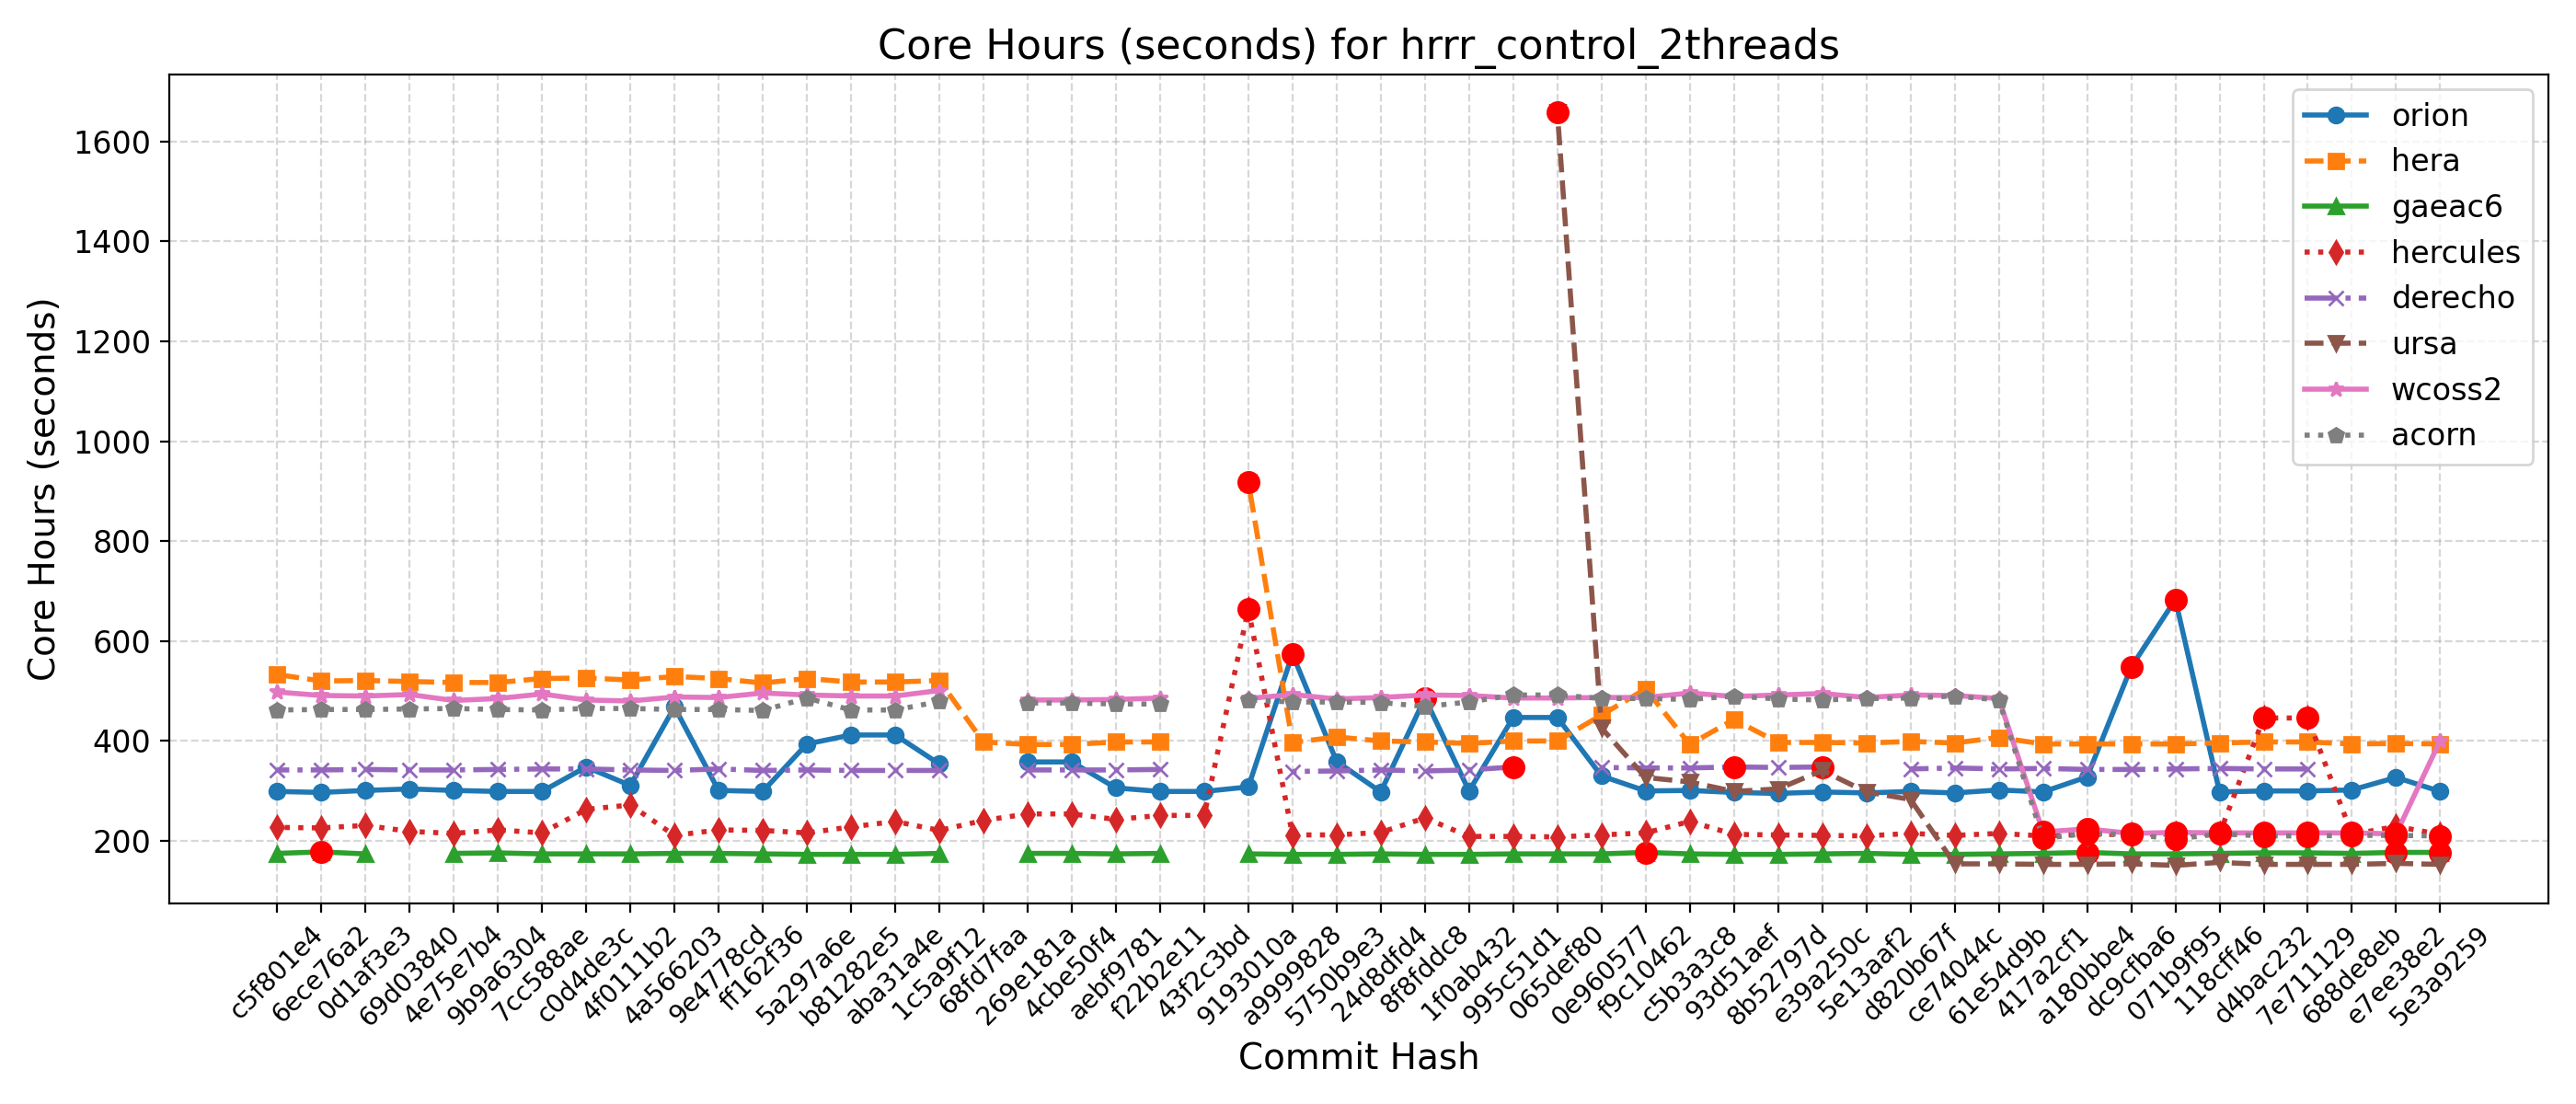 Core Hours (seconds) for hrrr_control_2threads
Core Hours (seconds)
1600
1400
1200
1000
800
600
400
200
orion
hera
gaeac6
hercules
derecho
ursa
wcoss2
acorn
c5f801e4
6ece76a2
0d1af3e3
69d03840
4e75e7b4
9b9a6304
7cc588ae
c0d4de3c
4f0111b2
4a566203
9e4778cd
ff162f36
5a297a6e
b81282e5
aba31a4e
1c5a9f12
68fd7faa
269e181a
4cbe50f4
aebf9781
f22b2e11
43f2c3bd
9193010a
a9999828
5750b9e3
24d8dfd4
8f8fddc8
1f0ab432
995c51d1
065def80
0e960577
f9c10462
c5b3a3c8
93d51aef
8b52797d
e39a250c
5e13aaf2
d820b67f
ce74044c
61e54d9b
417a2cf1
a180bbe4
dc9cfba6
071b9f95
118cff46
d4bac232
7e711129
688de8eb
e7ee38e2
5e3a9259
Commit Hash